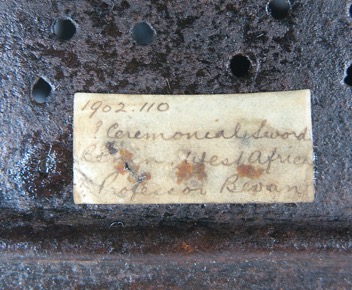 1902.110
? Ceremonial Sword
West Africa
Professor Bevan